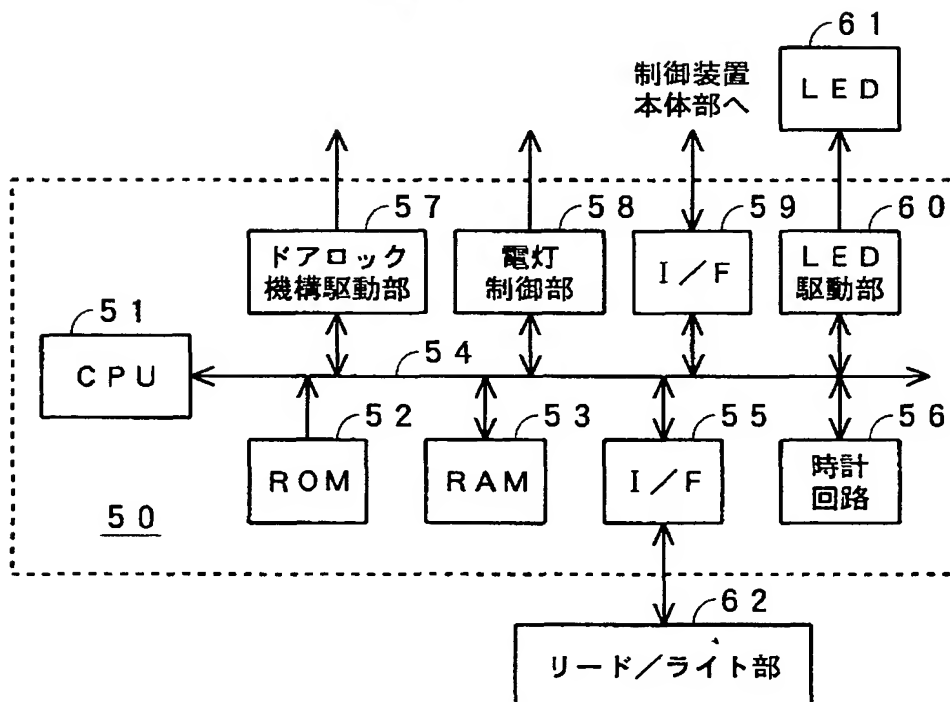 61
LED
制御装置
本体部へ
57
58
59
60
ドアロック
機構駆動部
電灯
制御部
I/F
LED
駆動部
51
CPU
54
52
53
55
56
ROM
RAM
I/F
時計
回路
50
62
リード/ライト部